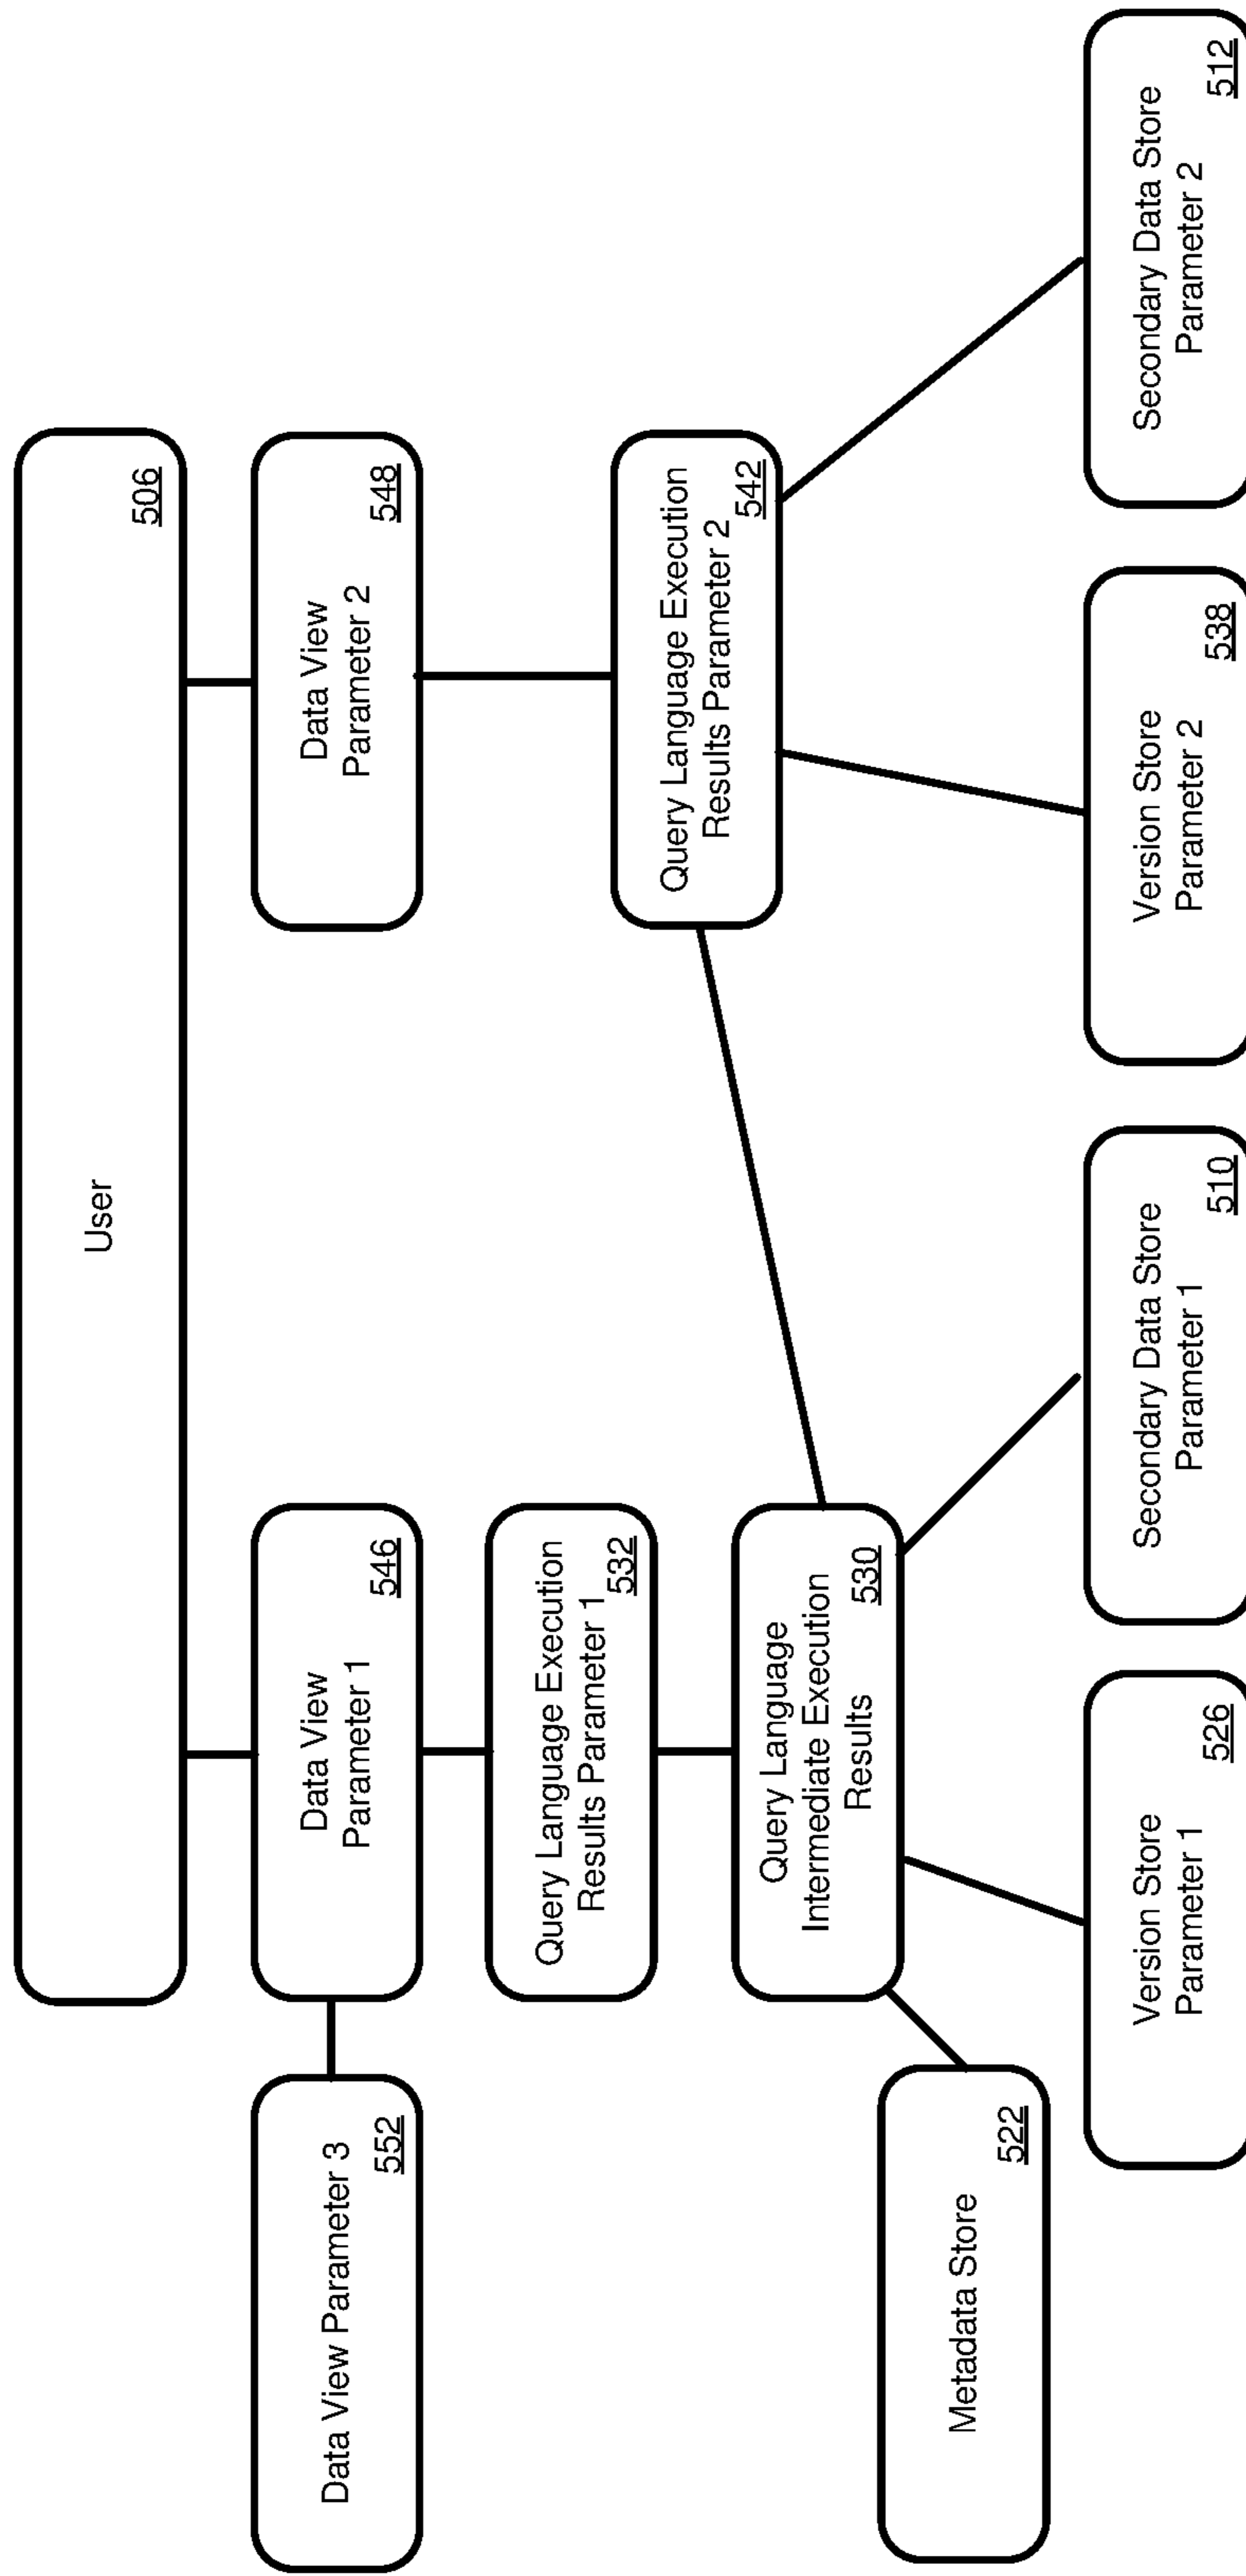 User
506
Data View Parameter 3
552
Data View
Parameter 1
546
Data View
Parameter 2
548
Query Language Execution
Results Parameter 1
532
Query Language Execution
Results Parameter 2
542
Query Language
Intermediate Execution
Results
530
Metadata Store
522
Version Store
Parameter 1
526
Secondary Data Store
Parameter 1
510
Version Store
Parameter 2
538
Secondary Data Store
Parameter 2
512